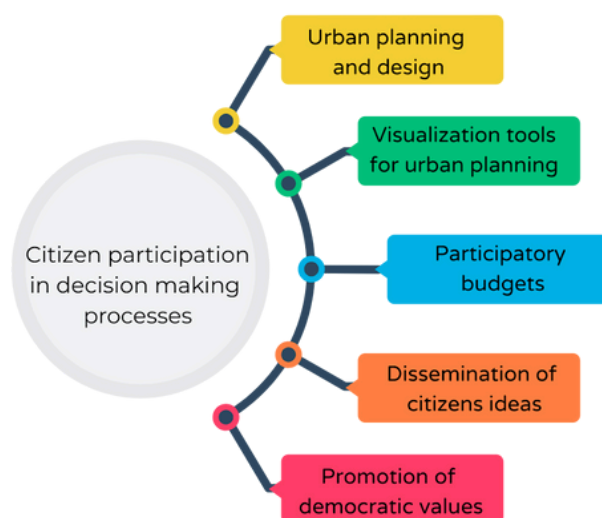 Urban planning
and design
Visualization tools
for urban planning
Citizen participation
in decision making
processes
Participatory
budgets
Dissemination of
citizens ideas
Promotion of
democratic values